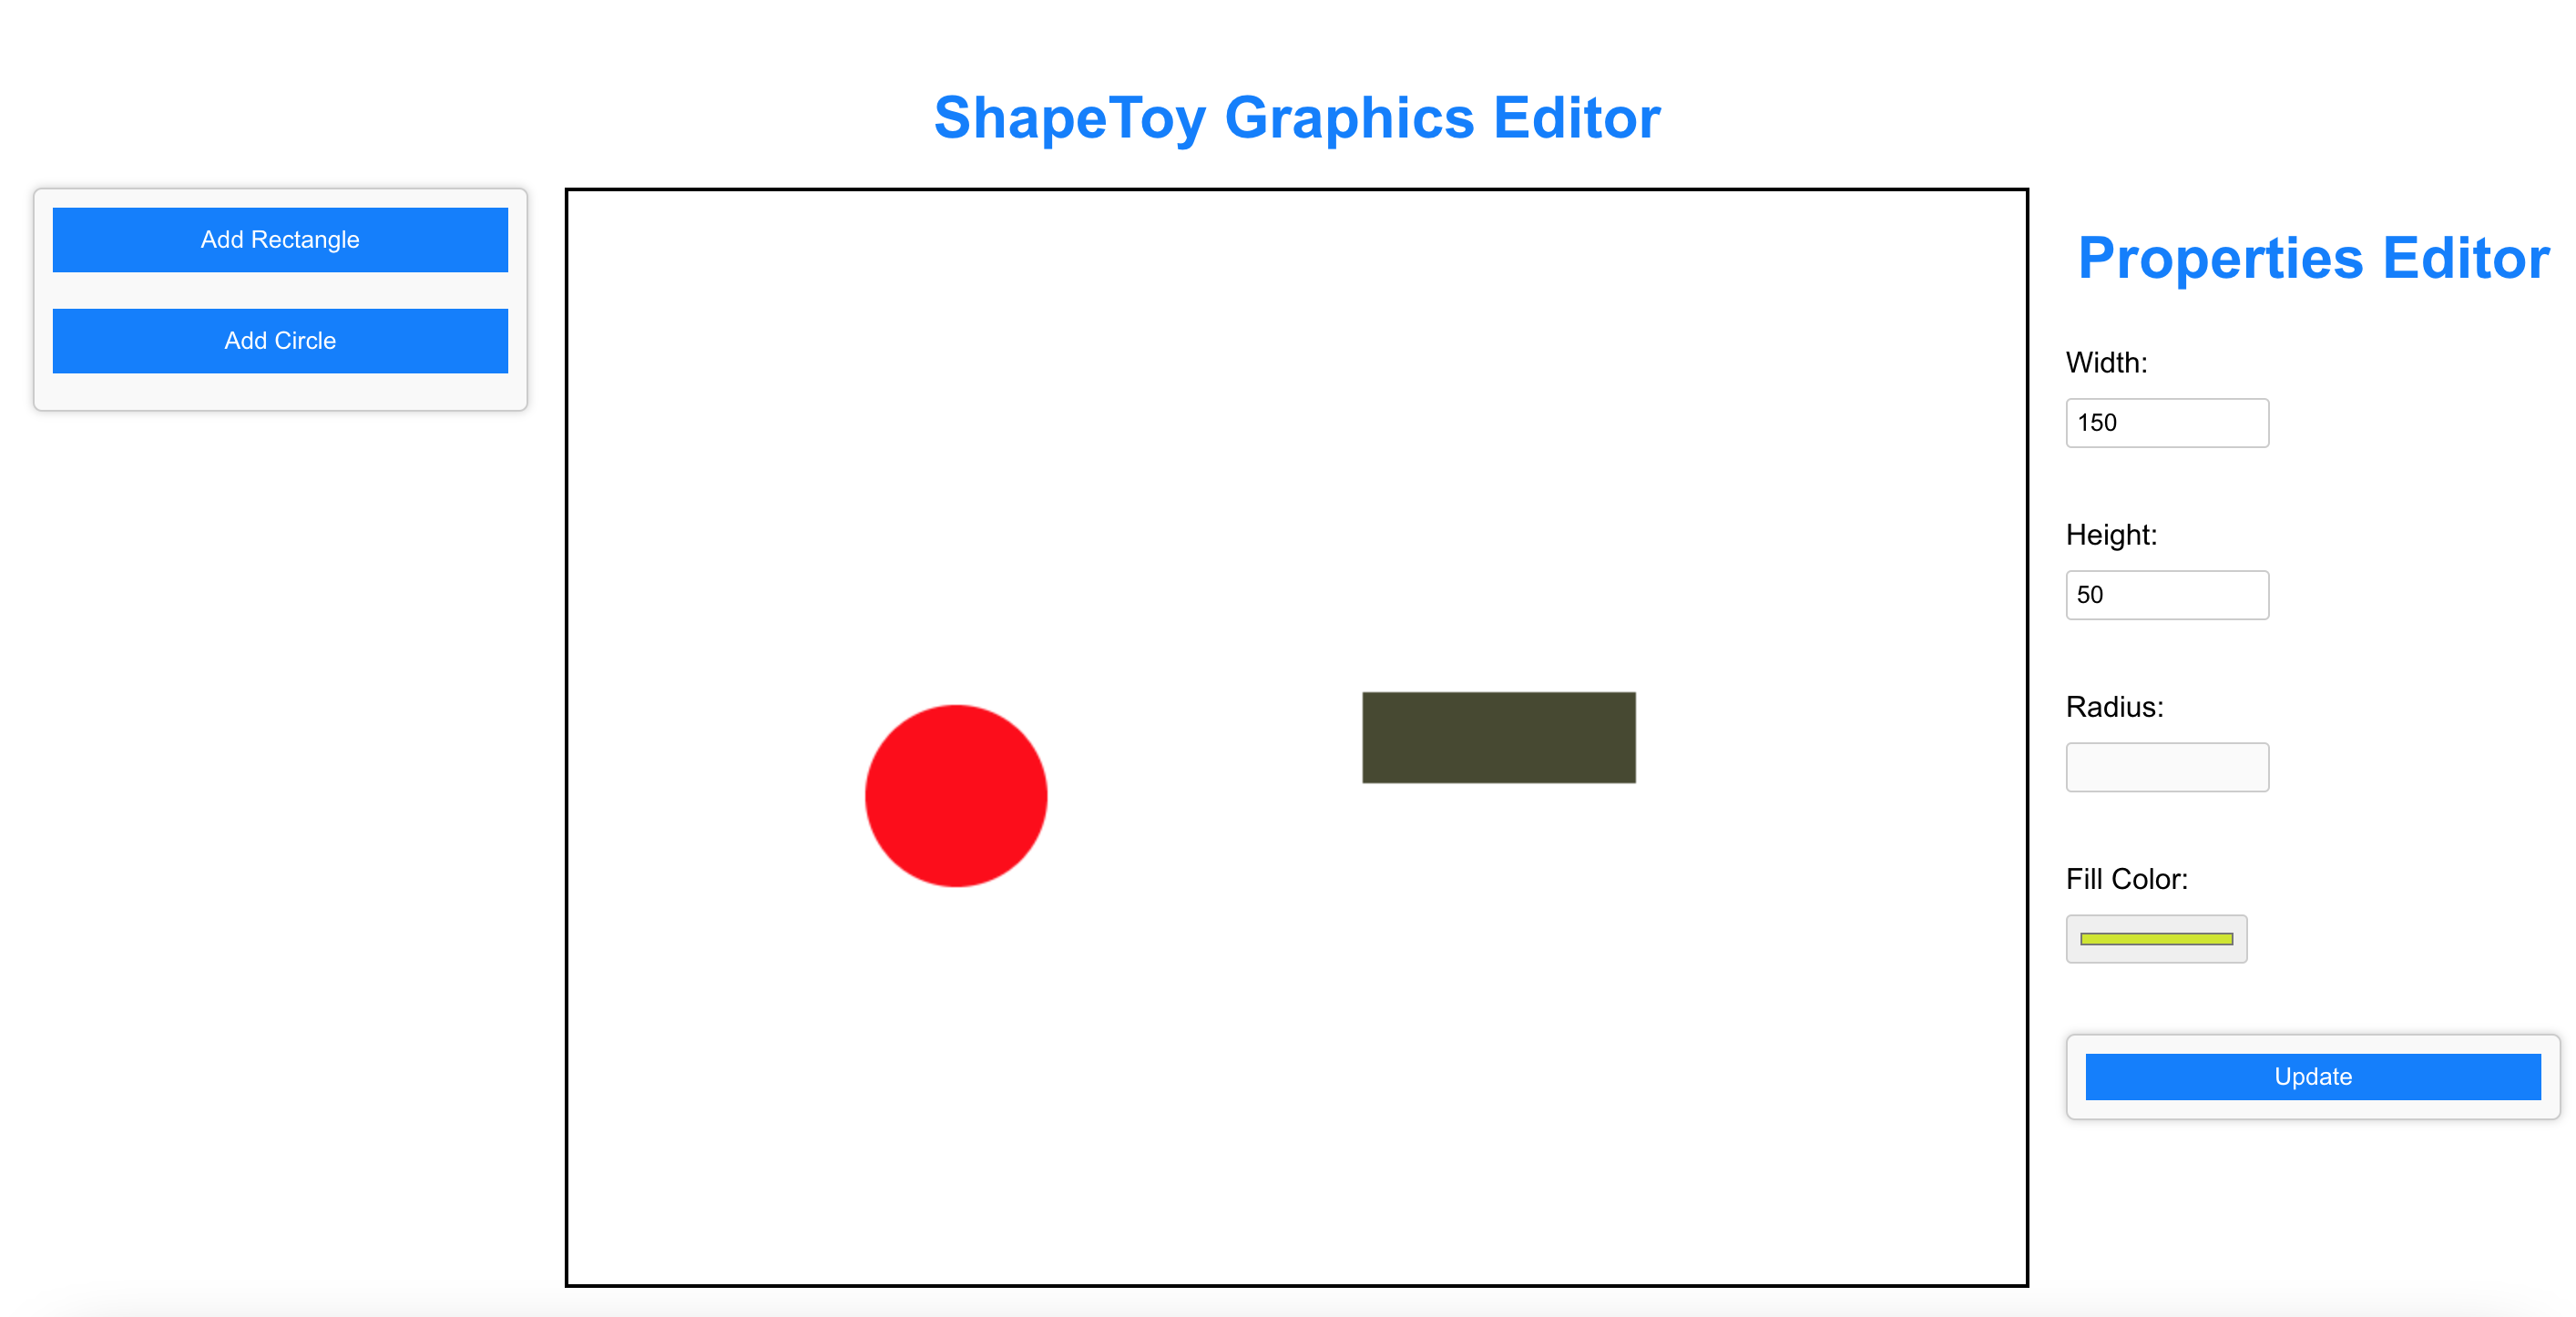 ShapeToy Graphics Editor
Add Rectangle
Add Circle
Properties Editor
Width:
150
Height:
50
Radius:
Fill Color:
Update